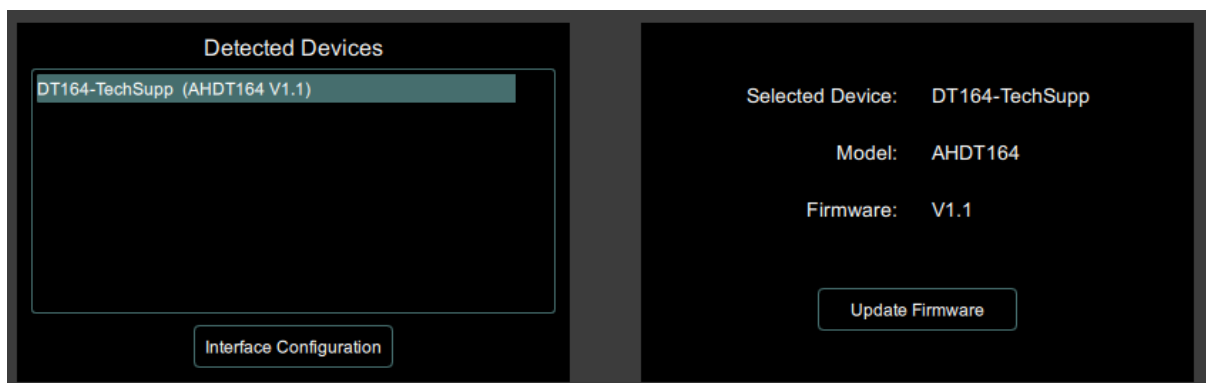 Detected Devices
DT164-TechSupp (AHDT164 V1.1)
Interface Configuration
Selected Device: DT164-TechSupp
Model: AHDT164
Firmware: V1.1
Update Firmware